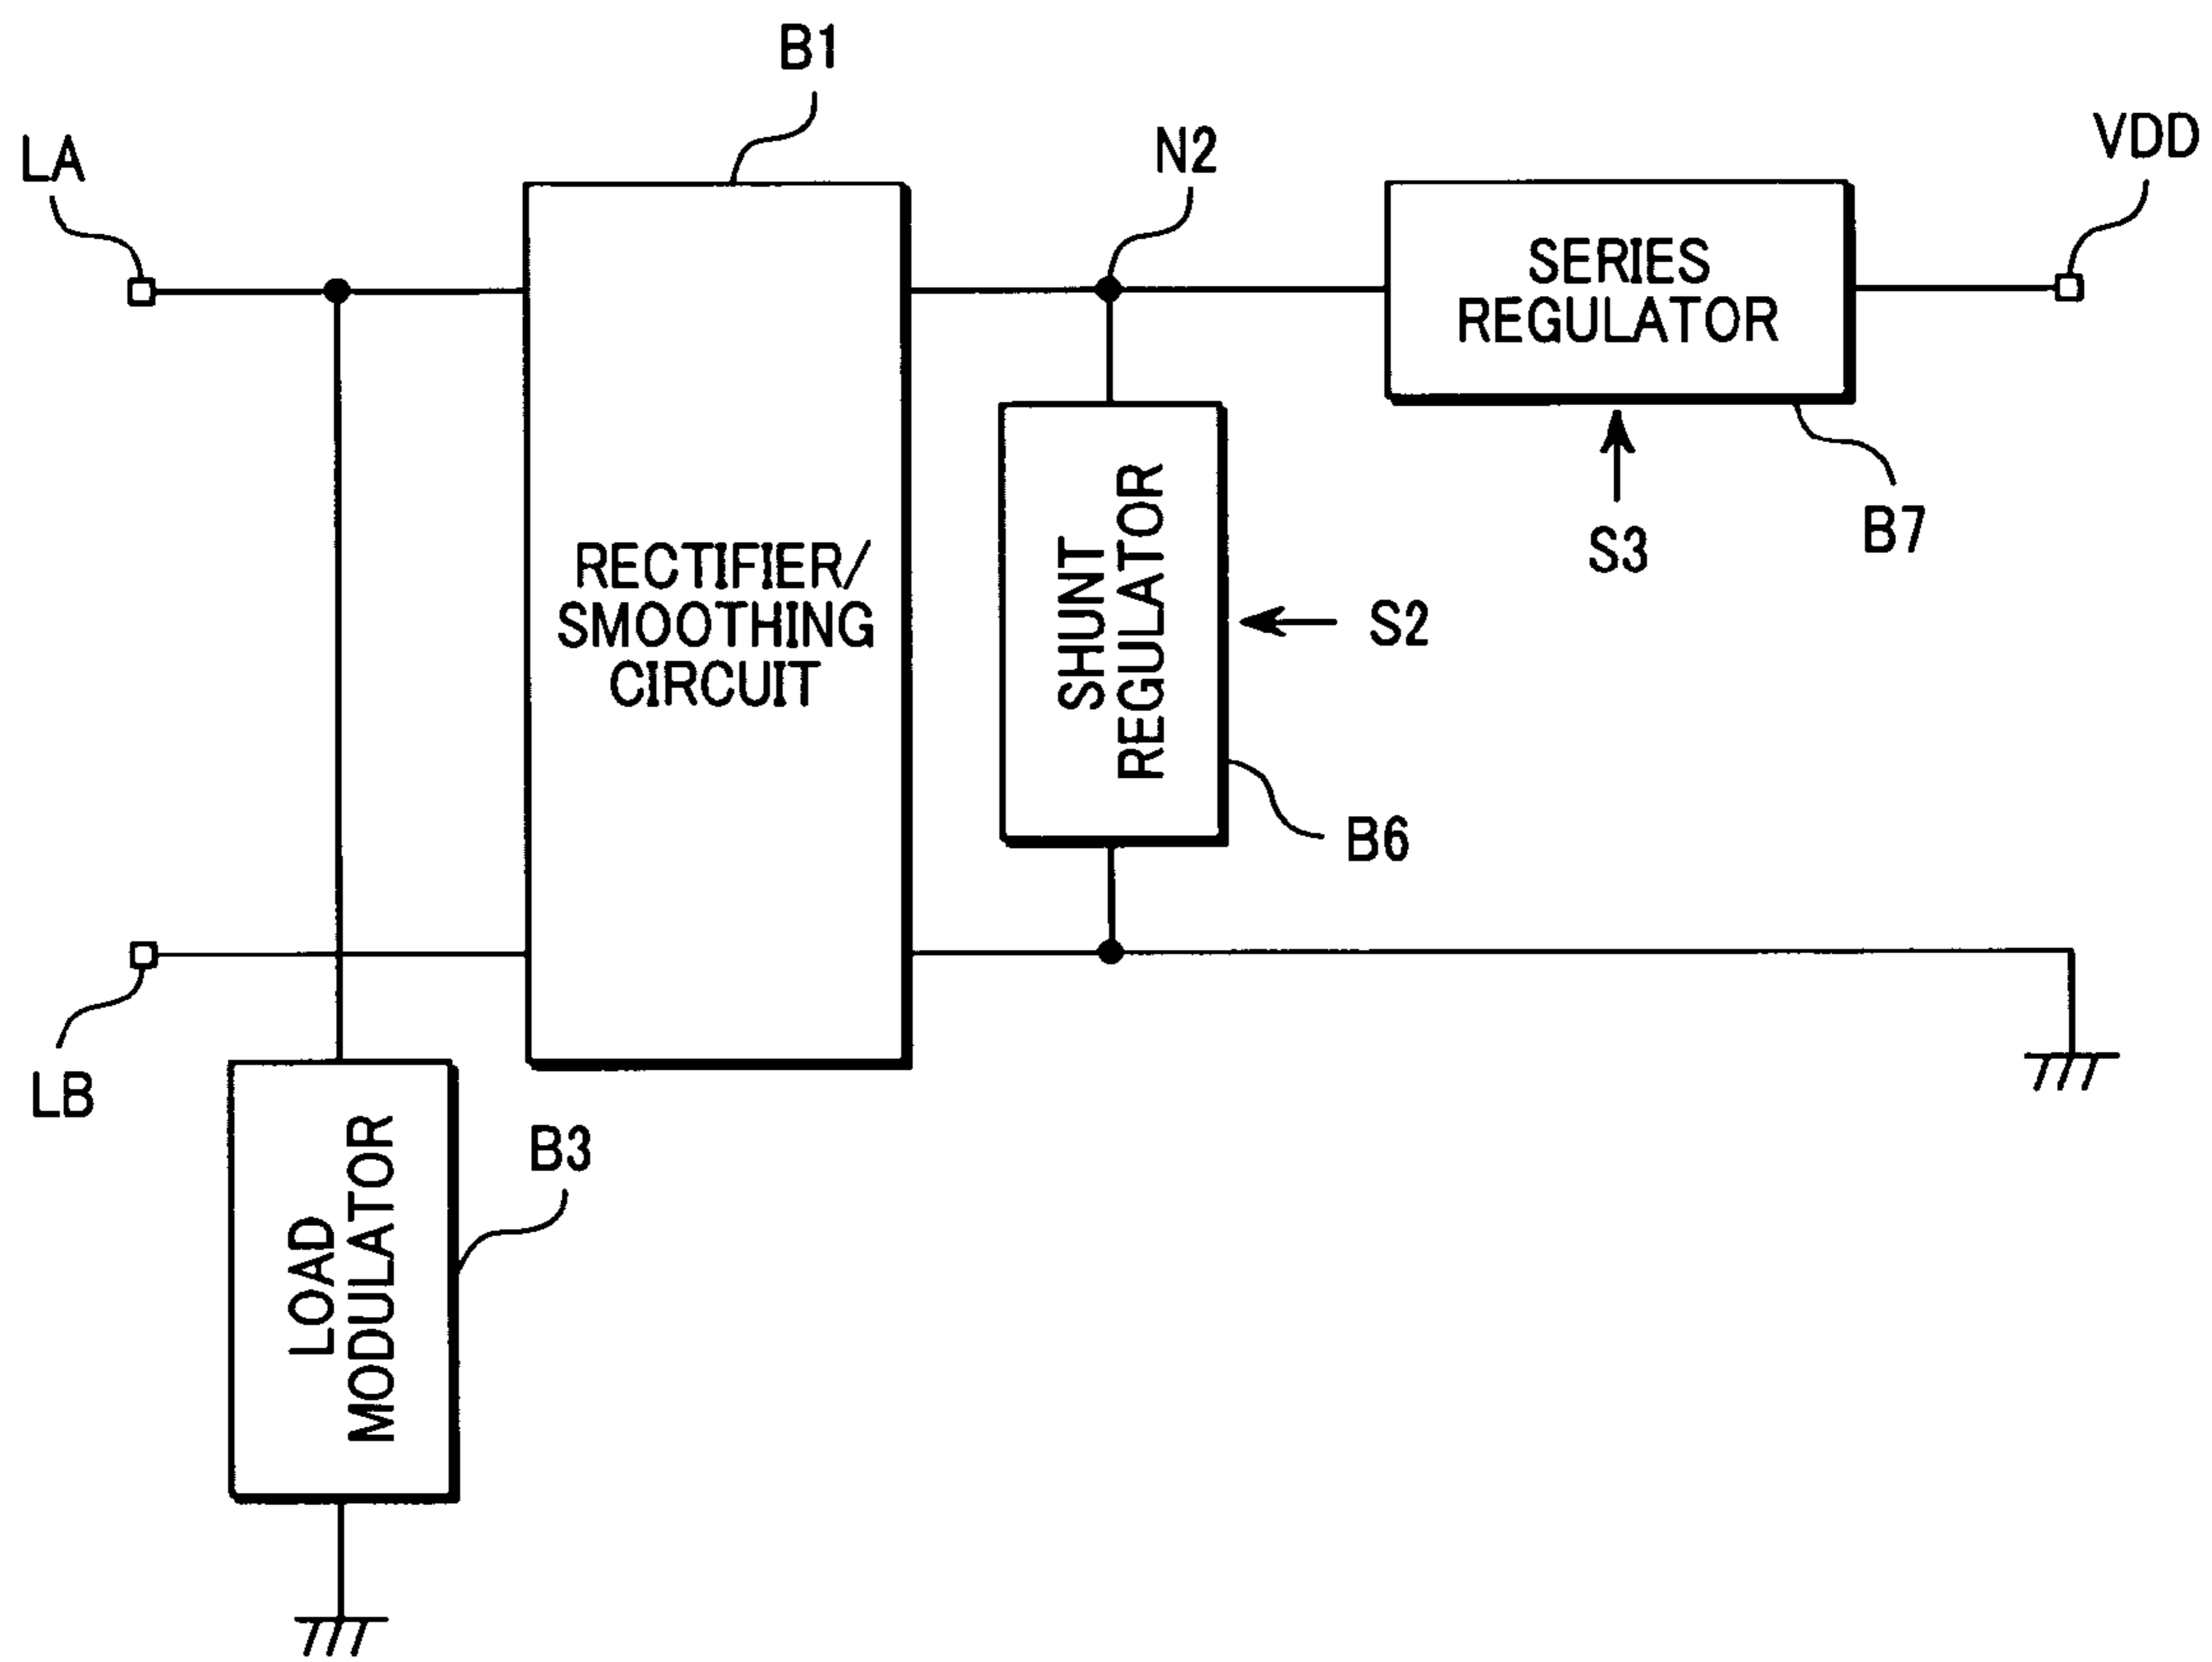 B1
LA
N2
VDD
SERIES
REGULATOR
RECTIFIER/
SMOOTHING
CIRCUIT
SHUNT
REGULATOR
S2
S3
B7
B6
LB
LOAD
MODULATOR
B3